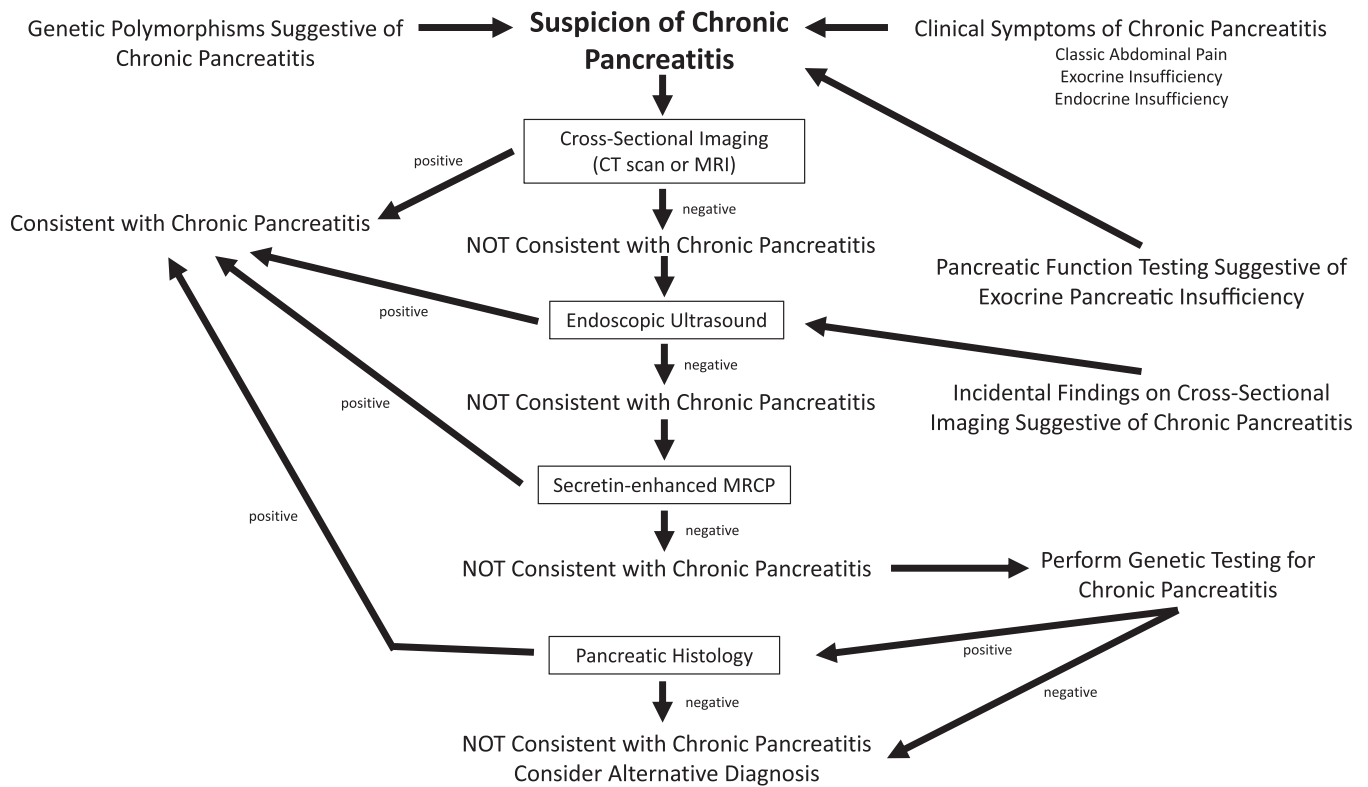 Genetic Polymorphisms Suggestive of
Chronic Pancreatitis
Suspicion of Chronic
Pancreatitis
Clinical Symptoms of Chronic Pancreatitis
Classic Abdominal Pain
Exocrine Insufficiency
Endocrine Insufficiency
Cross-Sectional Imaging
(CT scan or MRI)
positive
negative
Consistent with Chronic Pancreatitis
NOT Consistent with Chronic Pancreatitis
Pancreatic Function Testing Suggestive of
Exocrine Pancreatic Insufficiency
positive
Endoscopic Ultrasound
negative
Incidental Findings on Cross-Sectional
Imaging Suggestive of Chronic Pancreatitis
NOT Consistent with Chronic Pancreatitis
positive
Secretin-enhanced MRCP
positive
negative
NOT Consistent with Chronic Pancreatitis
Perform Genetic Testing for
Chronic Pancreatitis
Pancreatic Histology
positive
negative
negative
NOT Consistent with Chronic Pancreatitis
Consider Alternative Diagnosis